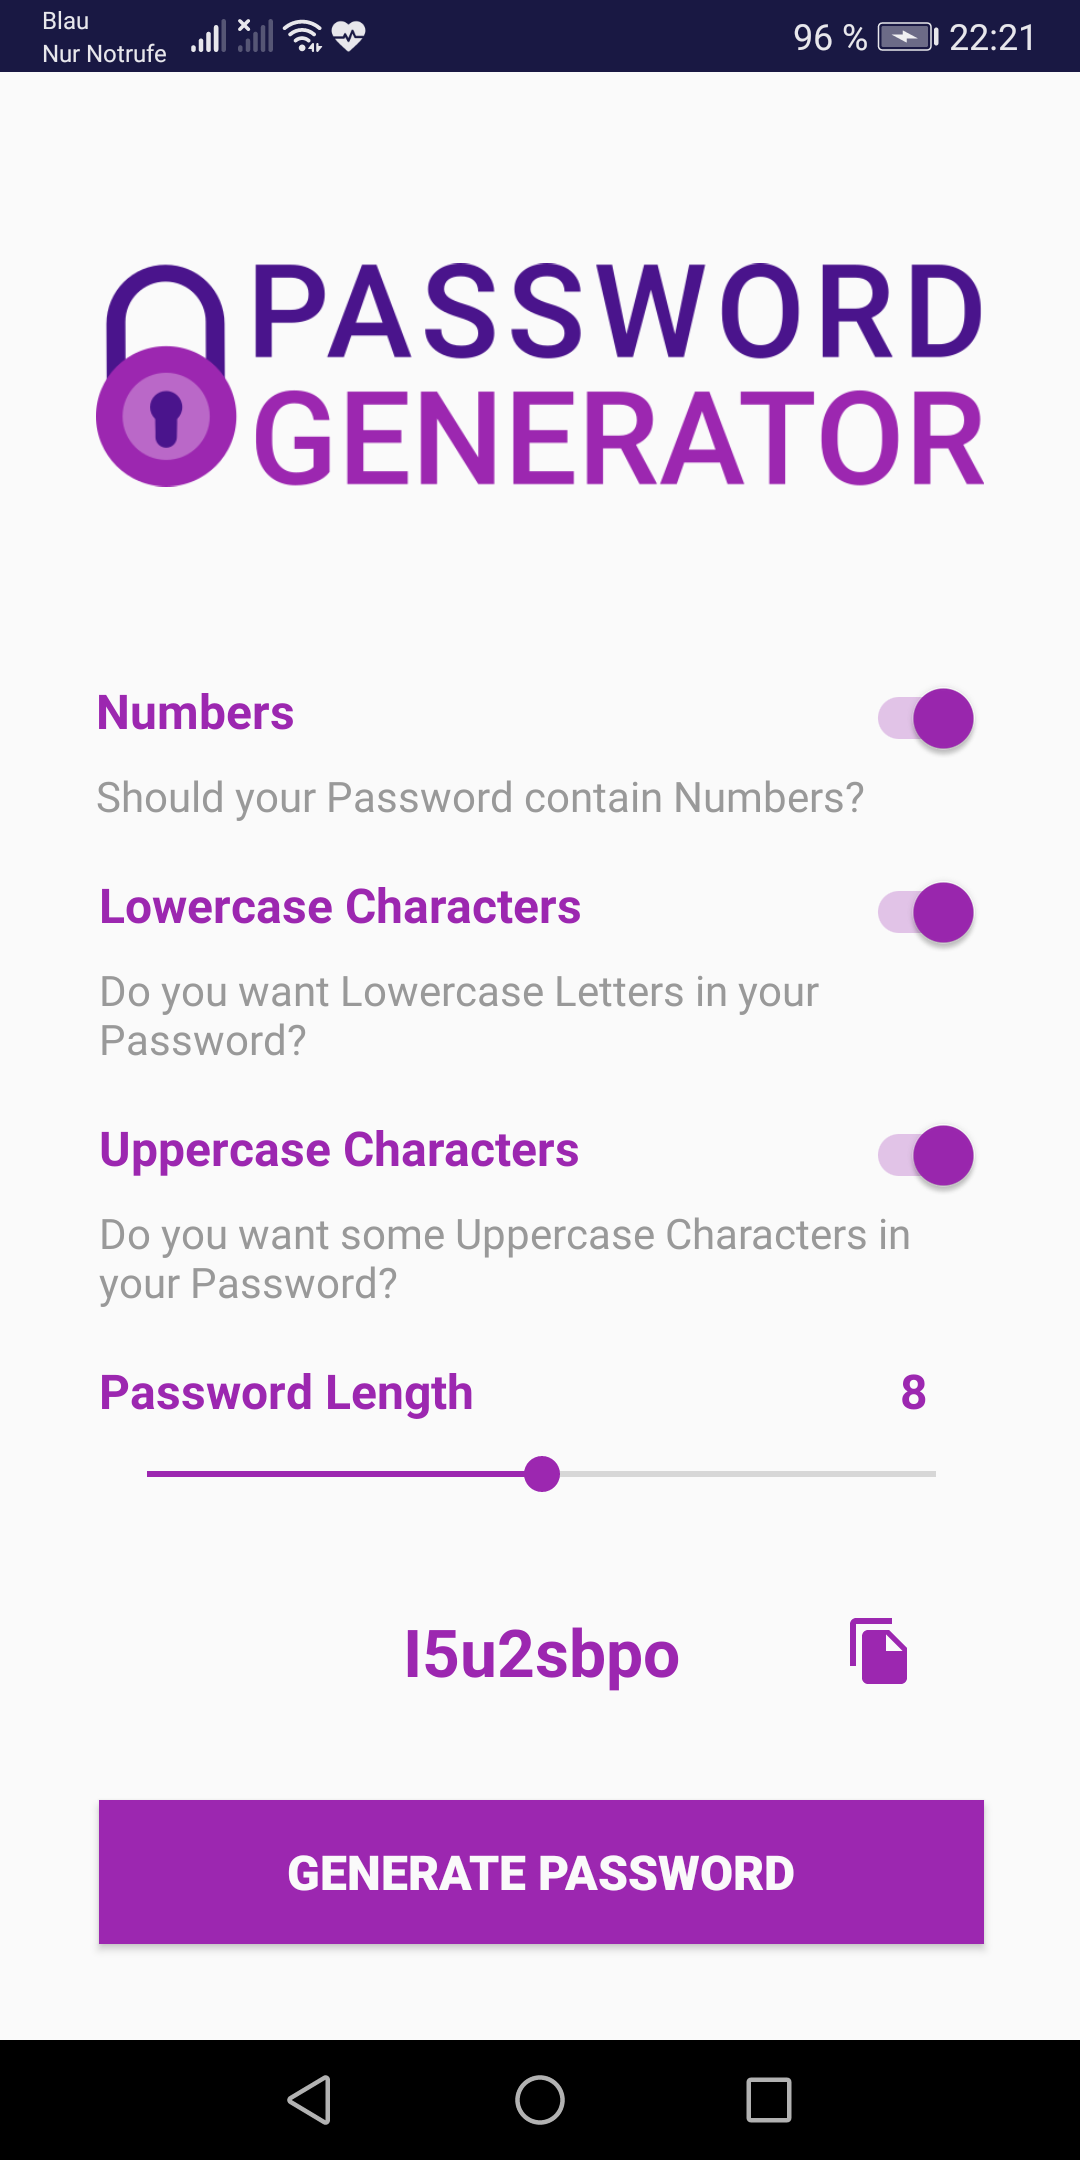 Blau
Nur Notrufe
96 % 22:21
PASSWORD
GENERATOR
Numbers
Should your Password contain Numbers?
Lowercase Characters
Do you want Lowercase Letters in your
Password?
Uppercase Characters
Do you want some Uppercase Characters in
your Password?
Password Length 8
I5u2sbpo
GENERATE PASSWORD